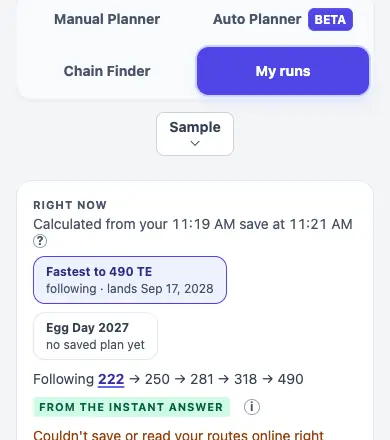 Manual Planner
Auto Planner BETA
Chain Finder
My runs
Sample
RIGHT NOW
Calculated from your 11:19 AM save at 11:21 AM
?
Fastest to 490 TE
following · lands Sep 17, 2028
Egg Day 2027
no saved plan yet
Following 222 → 250 → 281 → 318 → 490
FROM THE INSTANT ANSWER i
Couldn't save or read your routes online right